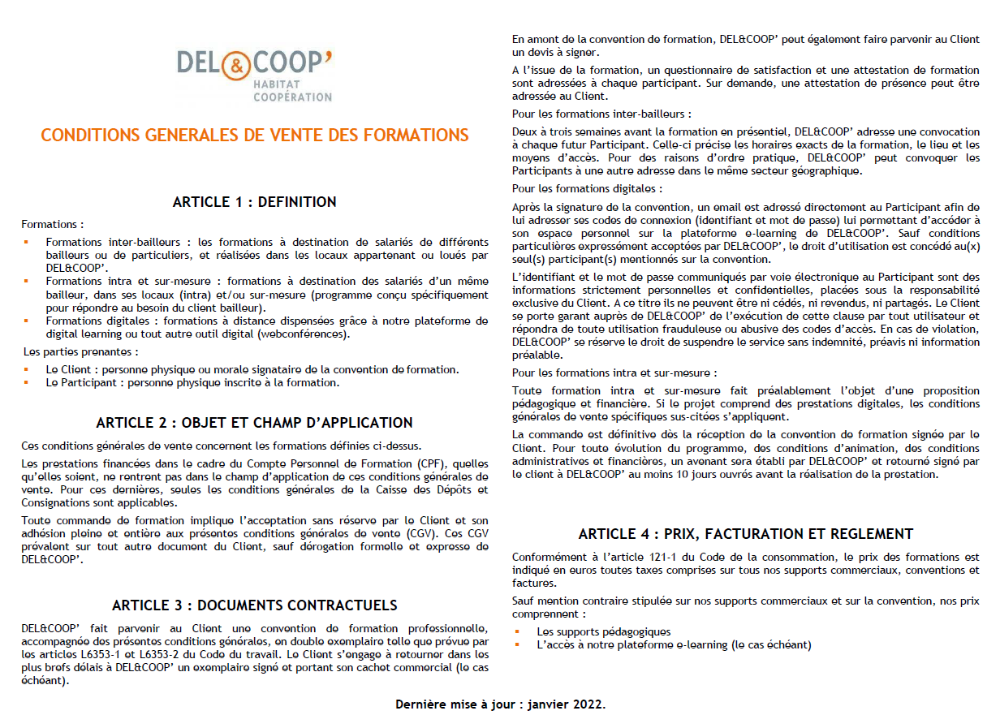 DEL&COOP’
HABITAT
COOPÉRATION
CONDITIONS GENERALES DE VENTE DES FORMATIONS
ARTICLE 1 : DEFINITION
Formations :
▪ Formations inter-bailleurs : les formations à destination de salariés de différents
bailleurs ou de particuliers, et réalisées dans les locaux appartenant ou loués par
DEL&COOP’.
▪ Formations intra et sur-mesure : formations à destination des salariés d’un même
bailleur, dans ses locaux (intra) et/ou sur-mesure (programme conçu spécifiquement
pour répondre au besoin du client bailleur).
▪ Formations digitales : formations à distance dispensées grâce à notre plateforme de
digital learning ou tout autre outil digital (webconférences).
Les parties prenantes :
▪ Le Client : personne physique ou morale signataire de la convention de formation.
▪ Le Participant : personne physique inscrite à la formation.
ARTICLE 2 : OBJET ET CHAMP D’APPLICATION
Ces conditions générales de vente concernent les formations définies ci-dessus.
Les prestations financées dans le cadre du Compte Personnel de Formation (CPF), quelles
qu’elles soient, ne rentrent pas dans le champ d’application de ces conditions générales de
vente. Pour ces dernières, seules les conditions générales de la Caisse des Dépôts et
Consignations sont applicables.
Toute commande de formation implique l’acceptation sans réserve par le Client et son
adhésion pleine et entière aux présentes conditions générales de vente (CGV). Ces CGV
prévalent sur tout autre document du Client, sauf dérogation formelle et expresse de
DEL&COOP’.
ARTICLE 3 : DOCUMENTS CONTRACTUELS
DEL&COOP’ fait parvenir au Client une convention de formation professionnelle,
accompagnée des présentes conditions générales, en double exemplaire telle que prévue par
les articles L6353-1 et L6353-2 du Code du travail. Le Client s’engage à retourner dans les
plus brefs délais à DEL&COOP’ un exemplaire signé et portant son cachet commercial (le cas
échéant).
En amont de la convention de formation, DEL&COOP’ peut également faire parvenir au Client
un devis à signer.
A l’issue de la formation, un questionnaire de satisfaction et une attestation de formation
sont adressées à chaque participant. Sur demande, une attestation de présence peut être
adressée au Client.
Pour les formations inter-bailleurs :
Deux à trois semaines avant la formation en présentiel, DEL&COOP’ adresse une convocation
à chaque futur Participant. Celle-ci précise les horaires exacts de la formation, le lieu et les
moyens d’accès. Pour des raisons d’ordre pratique, DEL&COOP’ peut convoquer les
Participants à une autre adresse dans le même secteur géographique.
Pour les formations digitales :
Après la signature de la convention, un email est adressé directement au Participant afin de
lui adresser ses codes de connexion (identifiant et mot de passe) lui permettant d’accéder à
son espace personnel sur la plateforme e-learning de DEL&COOP’. Sauf conditions
particulières expressément acceptées par DEL&COOP’, le droit d’utilisation est concédé au(x)
seul(s) participant(s) mentionnés sur la convention.
L’identifiant et le mot de passe communiqués par voie électronique au Participant sont des
informations strictement personnelles et confidentielles, placées sous la responsabilité
exclusive du Client. A ce titre ils ne peuvent être ni cédés, ni revendus, ni partagés. Le Client
se porte garant auprès de DEL&COOP’ de l’exécution de cette clause par tout utilisateur et
répondra de toute utilisation frauduleuse ou abusive des codes d’accès. En cas de violation,
DEL&COOP’ se réserve le droit de suspendre le service sans indemnité, préavis ni information
préalable.
Pour les formations intra et sur-mesure :
Toute formation intra et sur-mesure fait préalablement l’objet d’une proposition
pédagogique et financière. Si le projet comprend des prestations digitales, les conditions
générales de vente spécifiques sus-citées s’appliquent.
La commande est définitive dès la réception de la convention de formation signée par le
Client. Pour toute évolution du programme, des conditions d’animation, des conditions
administratives et financières, un avenant sera établi par DEL&COOP’ et retourné signé par
le client à DEL&COOP’ au moins 10 jours ouvrés avant la réalisation de la prestation.
ARTICLE 4 : PRIX, FACTURATION ET REGLEMENT
Conformément à l’article 121-1 du Code de la consommation, le prix des formations est
indiqué en euros toutes taxes comprises sur tous nos supports commerciaux, conventions et
factures.
Sauf mention contraire stipulée sur nos supports commerciaux et sur la convention, nos prix
comprennent :
▪ Les supports pédagogiques
▪ L’accès à notre plateforme e-learning (le cas échéant)
Dernière mise à jour : janvier 2022.